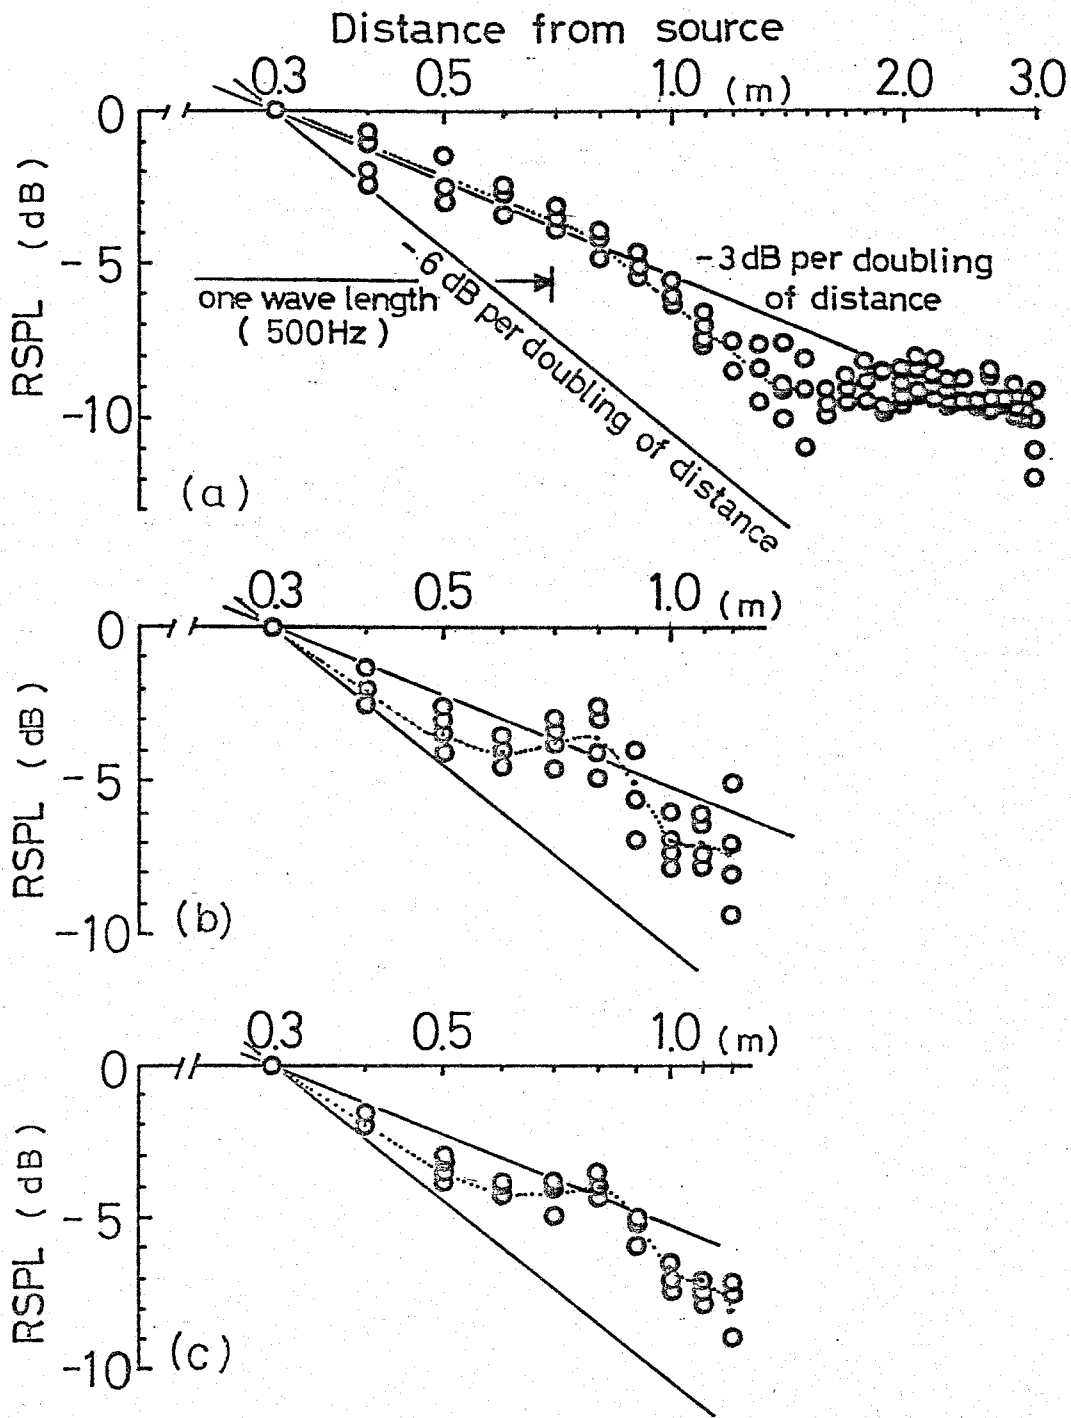 Distance from source
0.3 0.5 1.0 (m) 2.0 3.0
0
-5
-10
RSPL (dB)
-3 dB per doubling
of distance
-6 dB per doubling of distance
one wave length
( 500Hz )
(a)
0.3 0.5 1.0 (m)
0
-5
-10
RSPL (dB)
(b)
0.3 0.5 1.0 (m)
0
-5
-10
RSPL (dB)
(c)